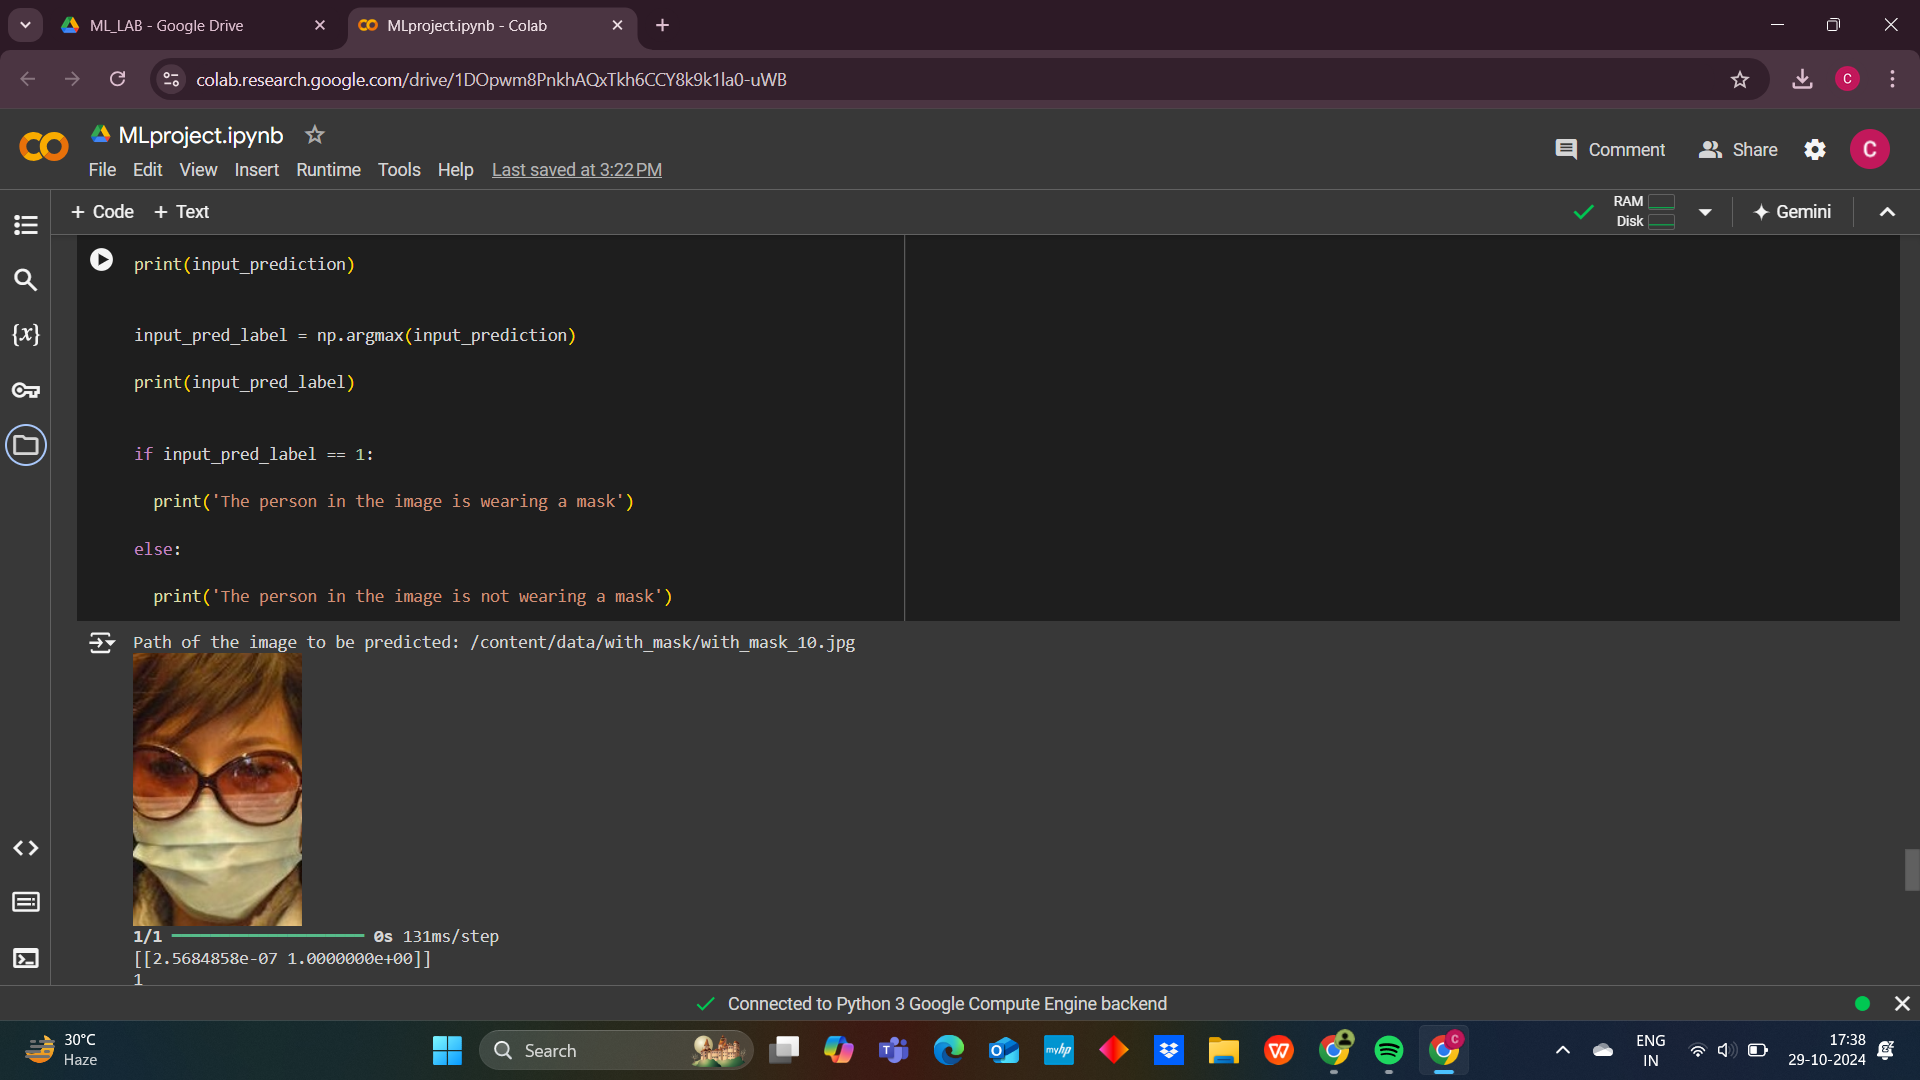 ML_LAB - Google Drive
MLproject.ipynb - Colab
colab.research.google.com/drive/1DOpwm8PnkhAQxTkh6CCY8k9k1la0-uWB
C
CO
MLproject.ipynb
File Edit View Insert Runtime Tools Help Last saved at 3:22 PM
Comment
Share
C
+ Code + Text
RAM
Disk
Gemini
{x}
print(input_prediction)
input_pred_label = np.argmax(input_prediction)
print(input_pred_label)
if input_pred_label == 1:
print('The person in the image is wearing a mask')
else:
print('The person in the image is not wearing a mask')
Path of the image to be predicted: /content/data/with_mask/with_mask_10.jpg
1/1 0s 131ms/step
[[2.5684858e-07 1.0000000e+00]]
1
Connected to Python 3 Google Compute Engine backend
30°C
Haze
Search
myhp
C
ENG
IN
17:38
29-10-2024